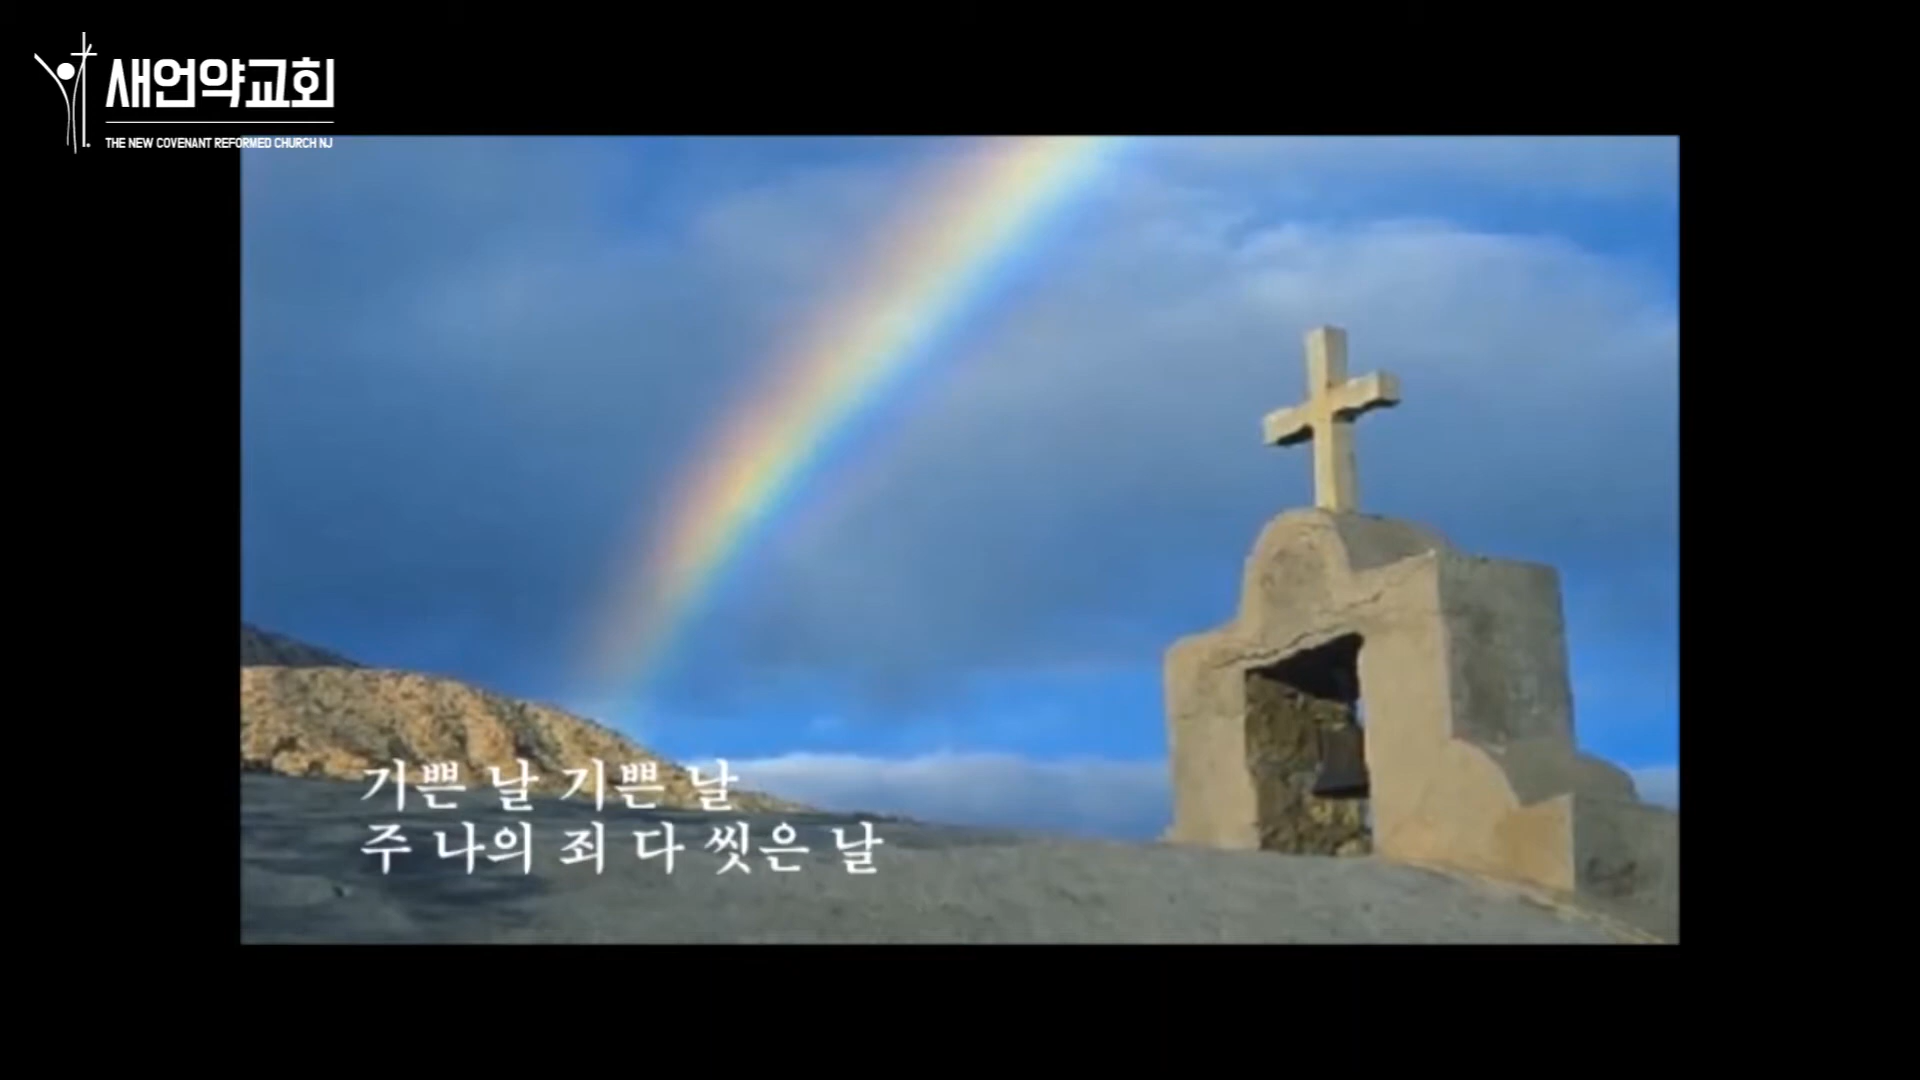 새언약교회
THE NEW COVENANT REFORMED CHURCH NJ
기쁜 날 기쁜 날
주 나의 죄 다 씻은 날